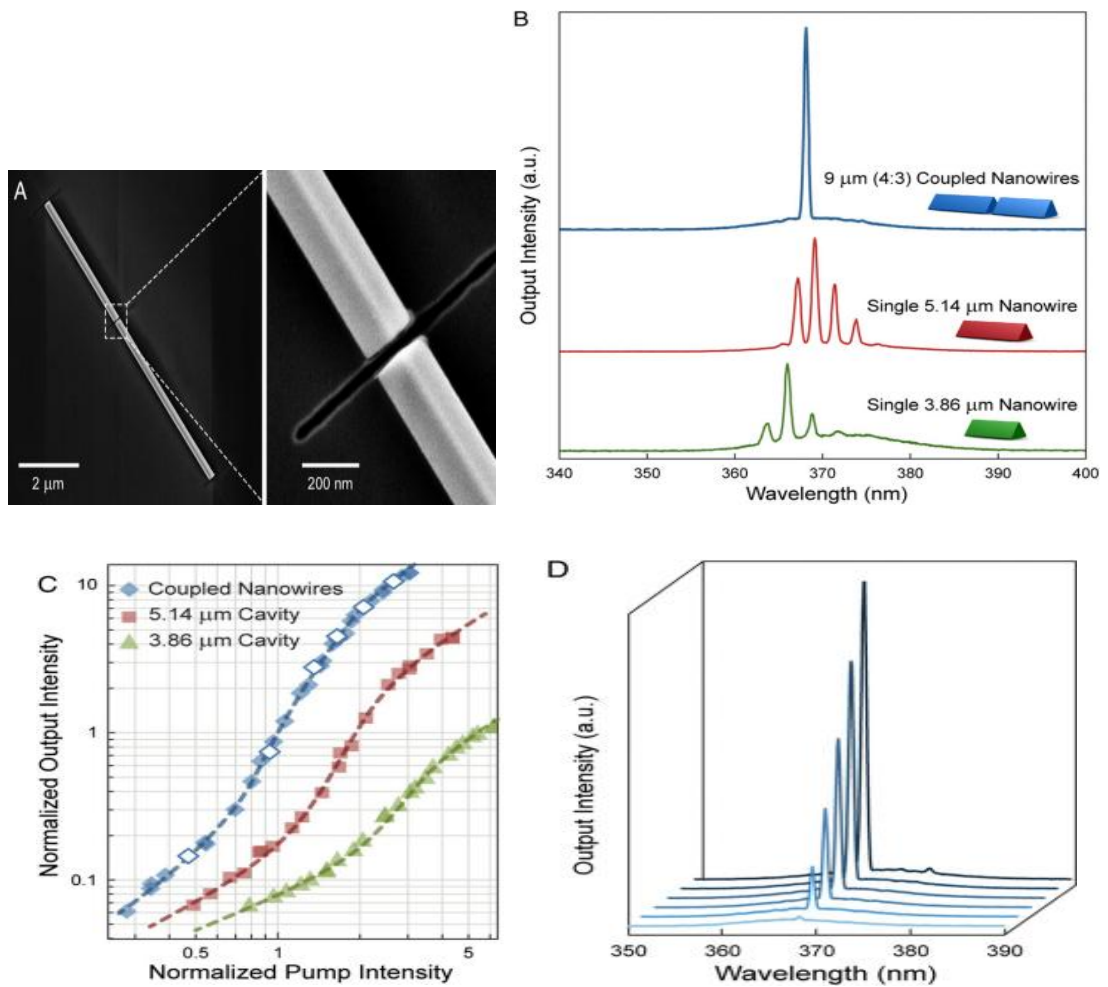 A
2 μm
200 nm
B
Output Intensity (a.u.)
9 μm (4:3) Coupled Nanowires
Single 5.14 μm Nanowire
Single 3.86 μm Nanowire
340 350 360 370 380 390 400
Wavelength (nm)
C
Normalized Output Intensity
10
1
0.1
Coupled Nanowires
5.14 μm Cavity
3.86 μm Cavity
0.5 1 5
Normalized Pump Intensity
D
Output Intensity (a.u.)
350 360 370 380 390
Wavelength (nm)